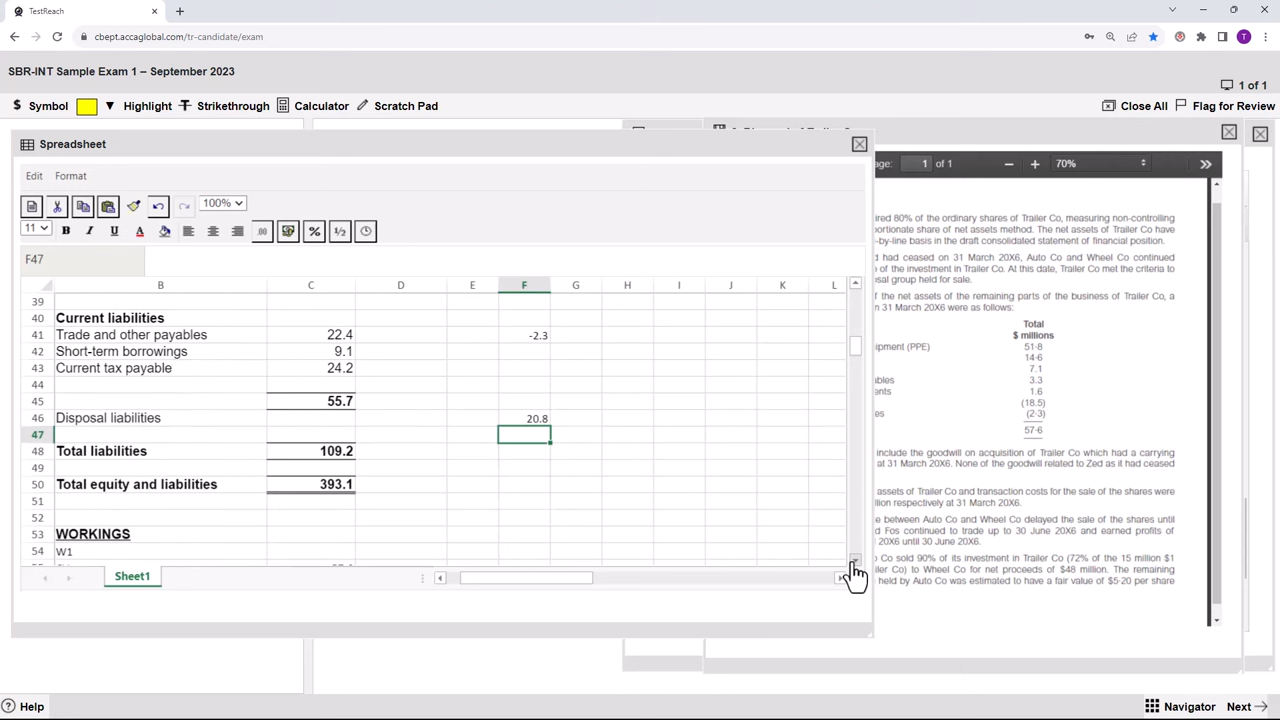 TestReach
cbept.accaglobal.com/tr-candidate/exam
T
SBR-INT Sample Exam 1 – September 2023
1 of 1
$ Symbol Highlight T Strikethrough Calculator Scratch Pad
Close All Flag for Review
Spreadsheet
Edit Format
100%
11 B I U A .00 % 1/2
F47
B C D E F G H I J K L
39
40 Current liabilities
41 Trade and other payables 22.4 -2.3
42 Short-term borrowings 9.1
43 Current tax payable 24.2
44
45 55.7
46 Disposal liabilities 20.8
47
48 Total liabilities 109.2
49
50 Total equity and liabilities 393.1
51
52
53 WORKINGS
54 W1
Sheet1
age: 1 of 1 70%
ired 80% of the ordinary shares of Trailer Co, measuring non-controlling
portionate share of net assets method. The net assets of Trailer Co have
-by-line basis in the draft consolidated statement of financial position.
d had ceased on 31 March 20X6, Auto Co and Wheel Co continued
e of the investment in Trailer Co. At this date, Trailer Co met the criteria to
osal group held for sale.
of the net assets of the remaining parts of the business of Trailer Co, a
n 31 March 20X6 were as follows:
Total
$ millions
ipment (PPE) 51·8
14·6
7.1
ables 3.3
ents 1.6
(18.5)
es (2·3)
57·6
include the goodwill on acquisition of Trailer Co which had a carrying
at 31 March 20X6. None of the goodwill related to Zed as it had ceased
assets of Trailer Co and transaction costs for the sale of the shares were
llion respectively at 31 March 20X6.
e between Auto Co and Wheel Co delayed the sale of the shares until
d Fos continued to trade up to 30 June 20X6 and earned profits of
20X6 until 30 June 20X6.
o Co sold 90% of its investment in Trailer Co (72% of the 15 million $1
iler Co) to Wheel Co for net proceeds of $48 million. The remaining
held by Auto Co was estimated to have a fair value of $5·20 per share
Help
Navigator Next